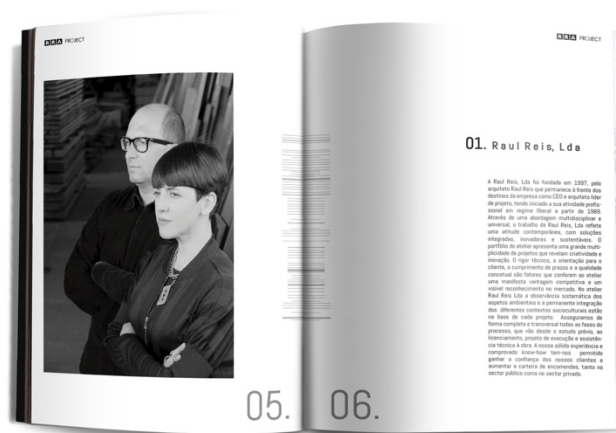 RRA PROJECT
05.
RRA PROJECT
01. Raul Reis, Lda
A Raul Reis, Lda foi fundada em 1997, pelo
arquiteto Raul Reis que permanece à frente dos
destinos da empresa como CEO e arquiteto líder
de projeto, tendo iniciado a sua atividade profis-
sional em regime liberal a partir de 1989.
Através de uma abordagem multidisciplinar e
universal, o trabalho da Raul Reis, Lda reflete
uma atitude contemporânea, com soluções
integradas, inovadoras e sustentáveis. O
portfólio do atelier apresenta uma grande multi-
plicidade de projetos que revelam criatividade e
inovação. O rigor técnico, a orientação para o
cliente, o cumprimento de prazos e a qualidade
concetual são fatores que conferem ao atelier
uma manifesta vantagem competitiva e um
visível reconhecimento no mercado. No atelier
Raul Reis Lda a observância sistemática dos
aspetos ambientais e a permanente integração
dos diferentes contextos socioculturais estão
na base de cada projeto. Asseguramos de
forma completa e transversal todas as fases do
processo, que vão desde o estudo prévio, ao
licenciamento, projeto de execução e assistên-
cia técnica à obra. A nossa sólida experiência e
comprovado know-how tem-nos permitido
ganhar a confiança dos nossos clientes e
aumentar a carteira de encomendas, tanto no
sector público como no sector privado.
06.